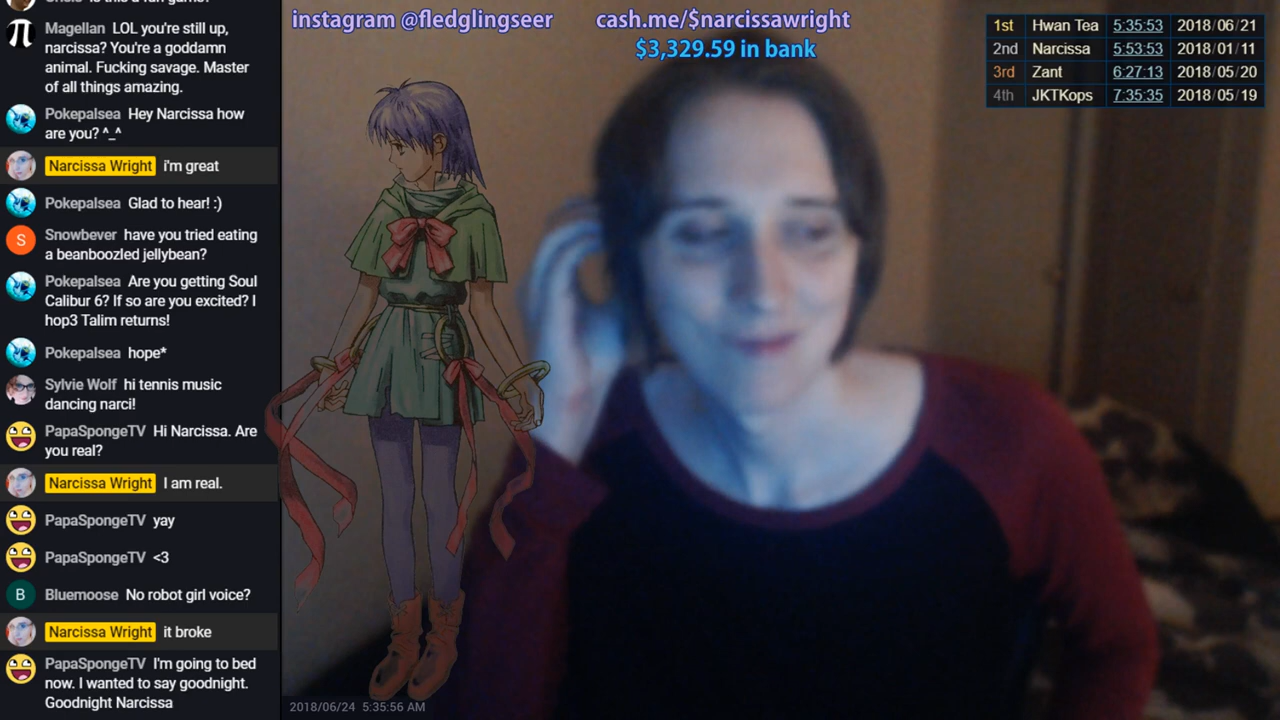 Magellan LOL you're still up,
narcissa? You're a goddamn
animal. Fucking savage. Master
of all things amazing.
Pokepalsea Hey Narcissa how
are you? ^_^
Narcissa Wright i'm great
Pokepalsea Glad to hear! :)
S Snowbever have you tried eating
a beanboozled jellybean?
Pokepalsea Are you getting Soul
Calibur 6? If so are you excited? I
hop3 Talim returns!
Pokepalsea hope*
Sylvie Wolf hi tennis music
dancing narci!
PapaSpongeTV Hi Narcissa. Are
you real?
Narcissa Wright I am real.
PapaSpongeTV yay
PapaSpongeTV <3
B Bluemoose No robot girl voice?
Narcissa Wright it broke
PapaSpongeTV I'm going to bed
now. I wanted to say goodnight.
Goodnight Narcissa
instagram @fledglingseer cash.me/$narcissawright
$3,329.59 in bank
1st Hwan Tea 5:35:53 2018/06/21
2nd Narcissa 5:53:53 2018/01/11
3rd Zant 6:27:13 2018/05/20
4th JKTKops 7:35:35 2018/05/19
2018/06/24 5:35:56 AM